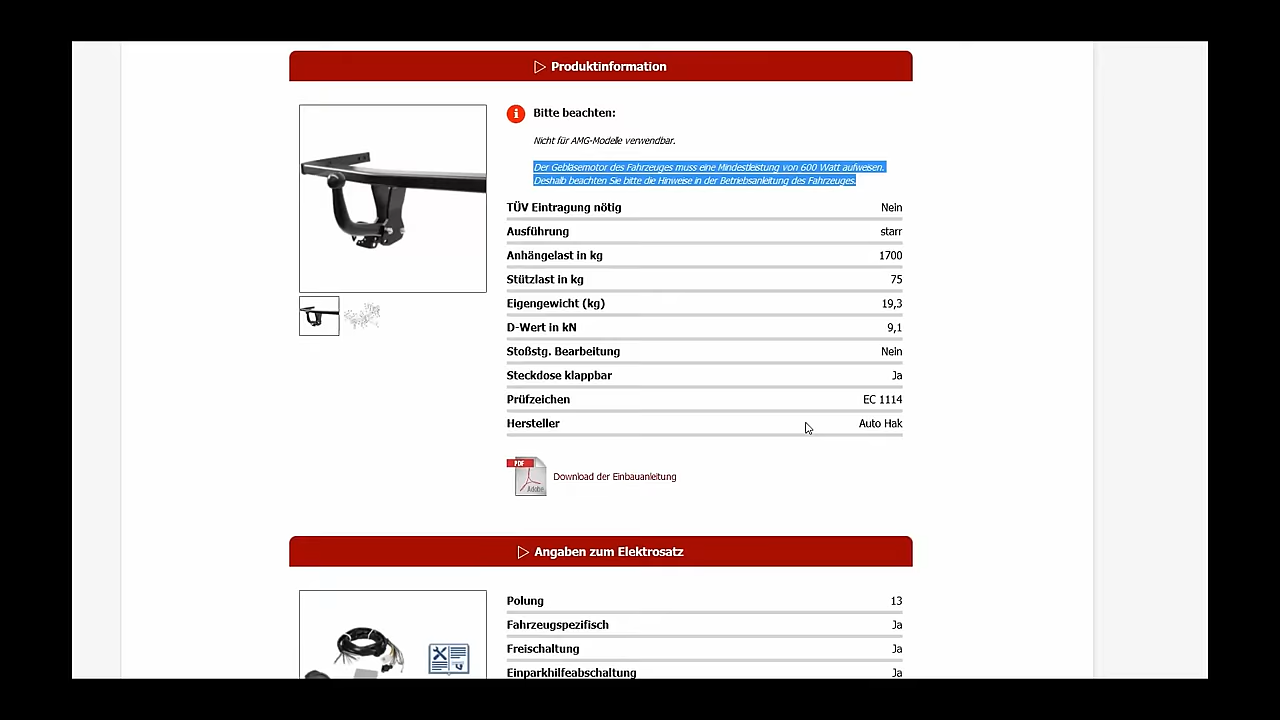 Produktinformation
Bitte beachten:
Nicht für AMG-Modelle verwendbar.
Der Gebläsemotor des Fahrzeuges muss eine Mindestleistung von 600 Watt aufweisen.
Deshalb beachten Sie bitte die Hinweise in der Betriebsanleitung des Fahrzeuges.
TÜV Eintragung nötig Nein
Ausführung starr
Anhängelast in kg 1700
Stützlast in kg 75
Eigengewicht (kg) 19,3
D-Wert in kN 9,1
Stoßstg. Bearbeitung Nein
Steckdose klappbar Ja
Prüfzeichen EC 1114
Hersteller Auto Hak
PDF
Adobe
Download der Einbauanleitung
Angaben zum Elektrosatz
Polung 13
Fahrzeugspezifisch Ja
Freischaltung Ja
Einparkhilfeabschaltung Ja